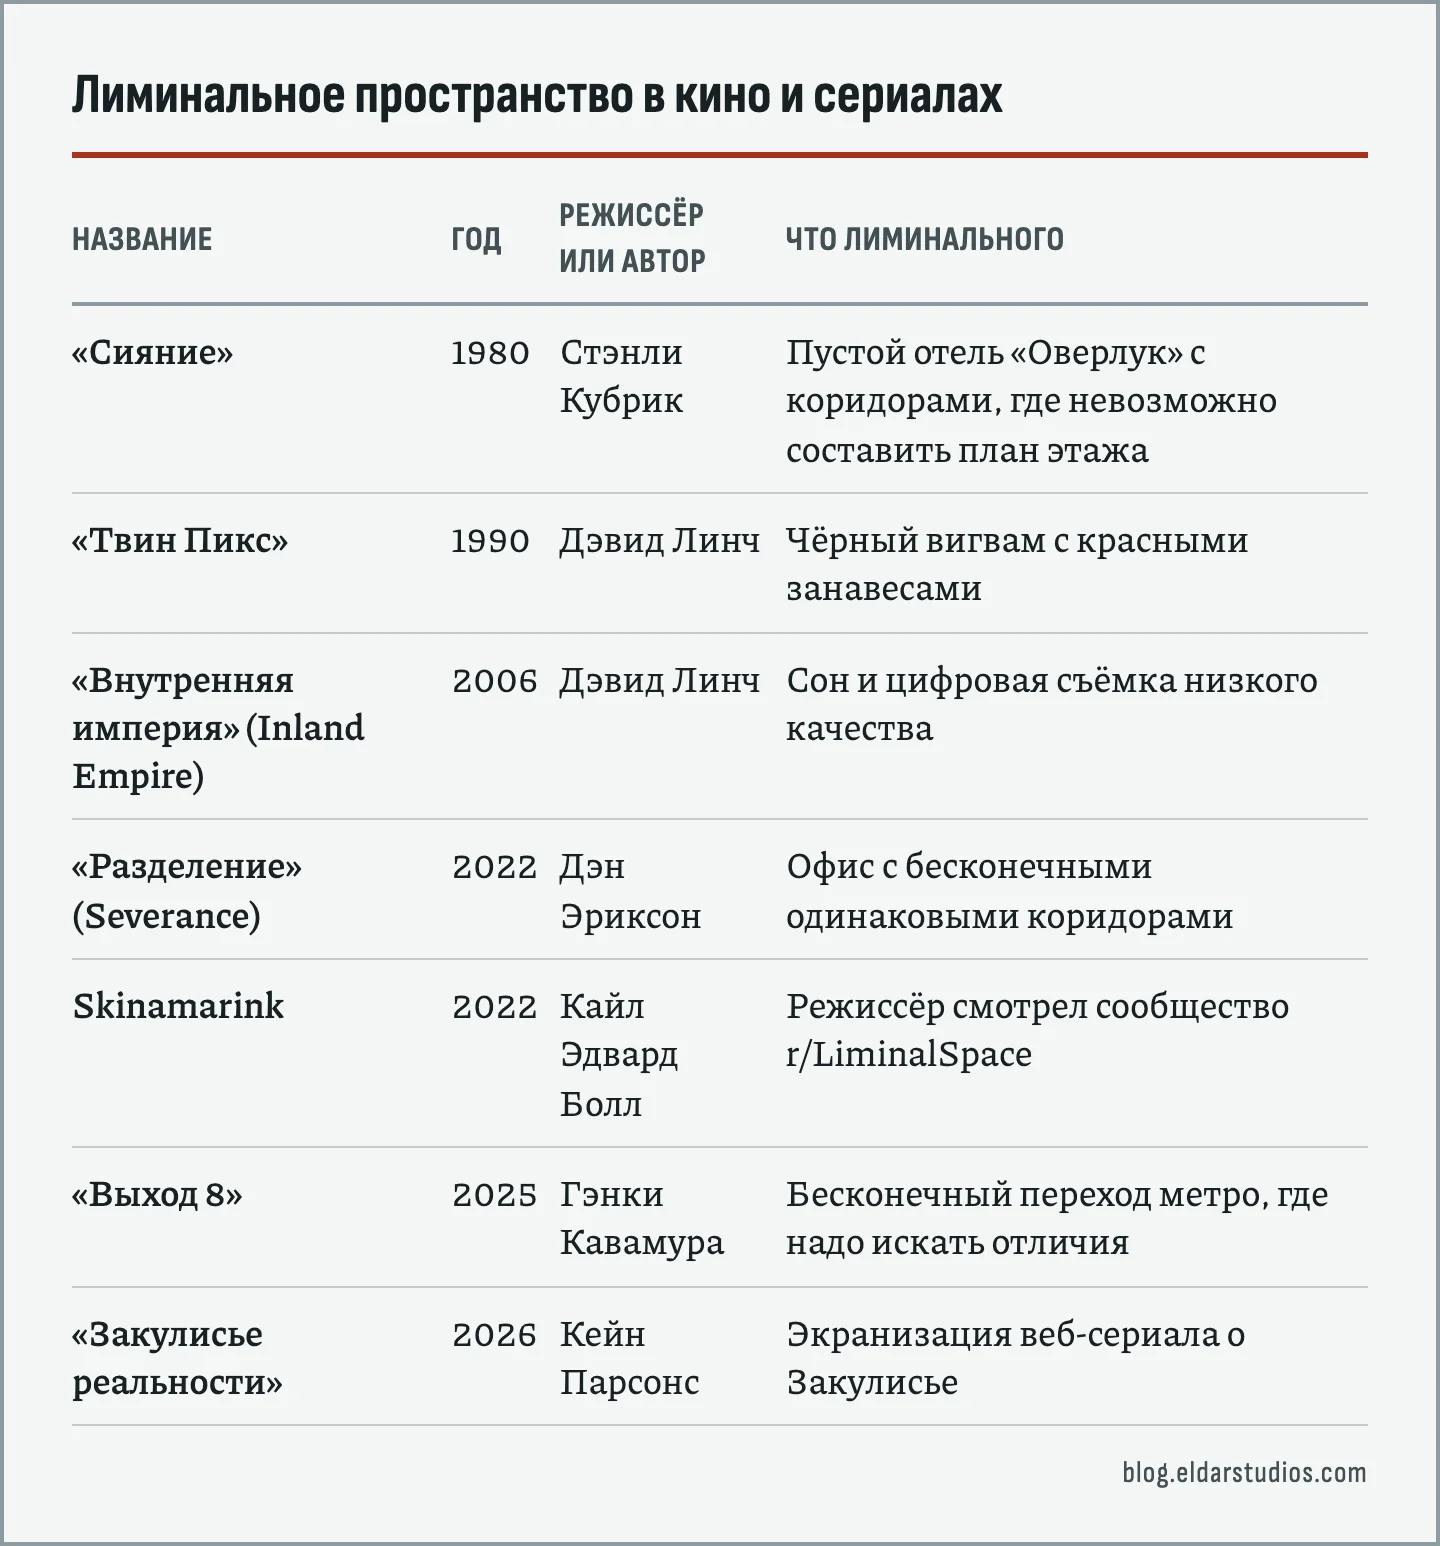 Лиминальное пространство в кино и сериалах
НАЗВАНИЕ
ГОД
РЕЖИССЁР
ИЛИ АВТОР
ЧТО ЛИМИНАЛЬНОГО
«Сияние»
1980
Стэнли
Кубрик
Пустой отель «Оверлук» с
коридорами, где невозможно
составить план этажа
«Твин Пикс»
1990
Дэвид Линч
Чёрный вигвам с красными
занавесами
«Внутренняя
империя» (Inland
Empire)
2006
Дэвид Линч
Сон и цифровая съёмка низкого
качества
«Разделение»
(Severance)
2022
Дэн
Эриксон
Офис с бесконечными
одинаковыми коридорами
Skinamarink
2022
Кайл
Эдвард
Болл
Режиссёр смотрел сообщество
r/LiminalSpace
«Выход 8»
2025
Гэнки
Кавамура
Бесконечный переход метро, где
надо искать отличия
«Закулисье
реальности»
2026
Кейн
Парсонс
Экранизация веб-сериала о
Закулисье
blog.eldarstudios.com